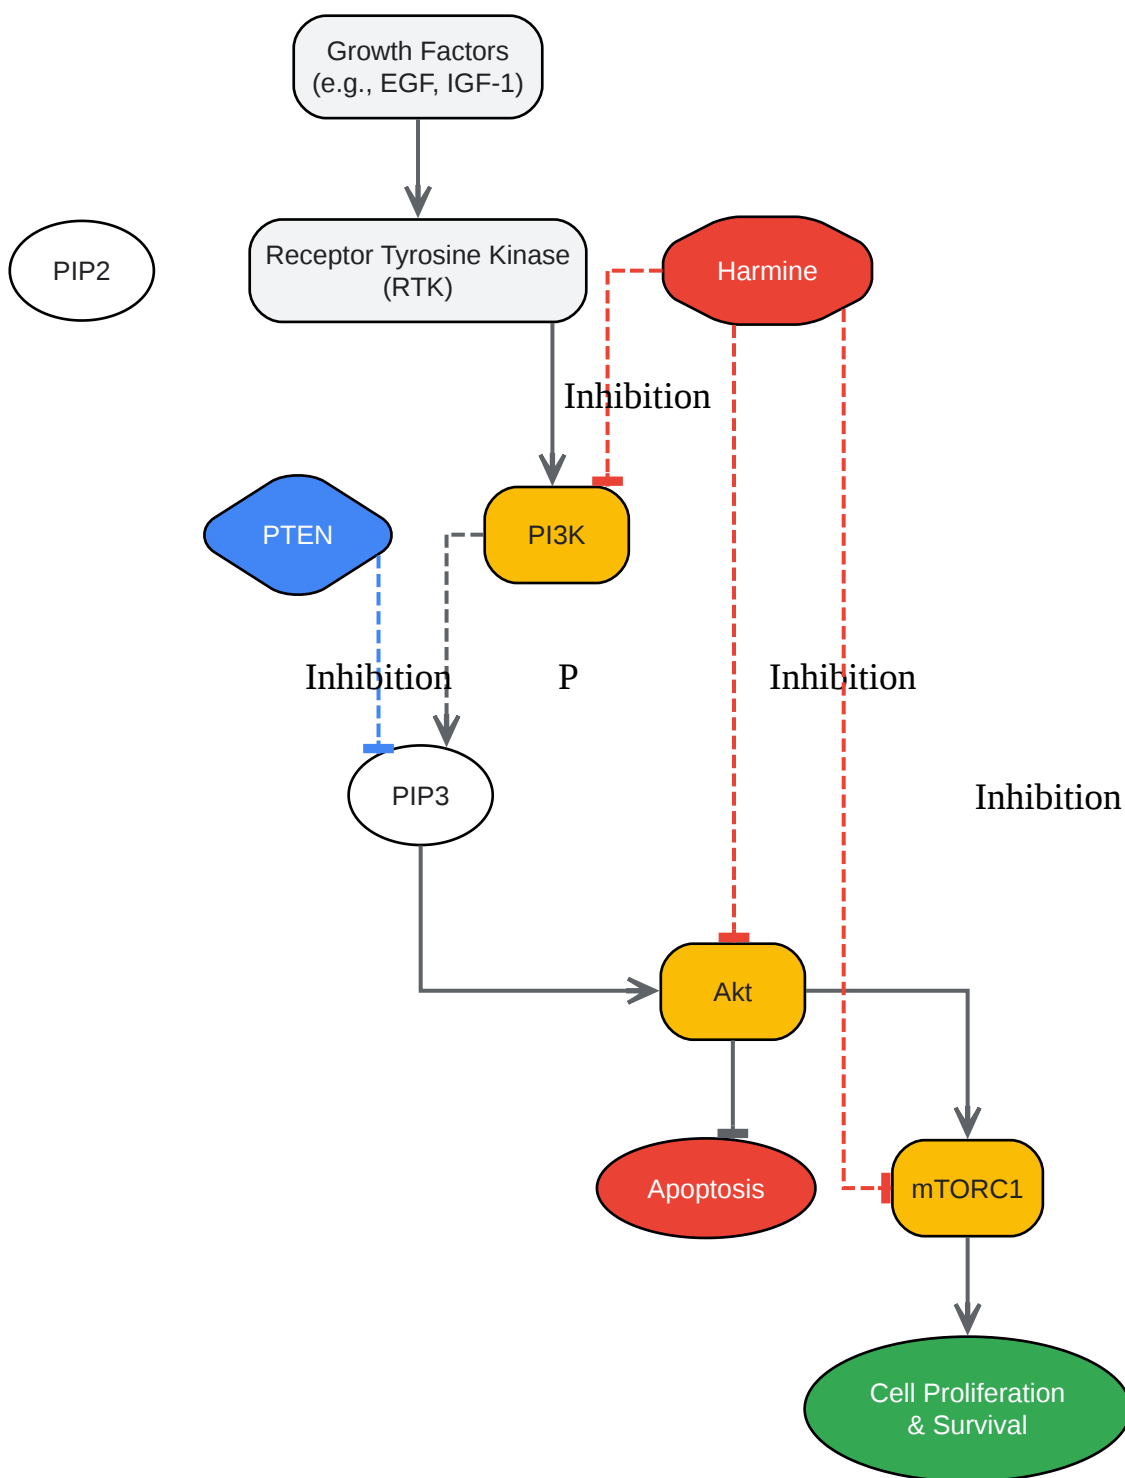 Growth Factors
(e.g., EGF, IGF-1)
PIP2
Receptor Tyrosine Kinase
(RTK)
Harmine
Inhibition
PTEN
PI3K
Inhibition
P
Inhibition
PIP3
Inhibition
Akt
Apoptosis
mTORC1
Cell Proliferation
& Survival